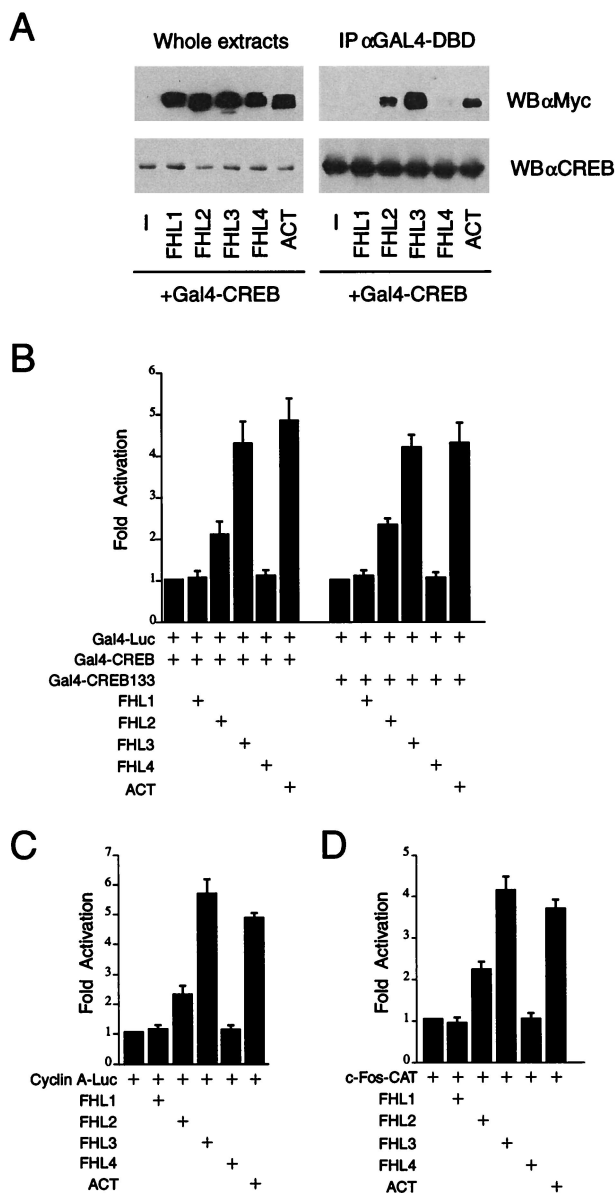 A
Whole extracts
IP αGAL4-DBD
WBαMyc
WBαCREB
– FHL1 FHL2 FHL3 FHL4 ACT
– FHL1 FHL2 FHL3 FHL4 ACT
+Gal4-CREB
+Gal4-CREB
B
Fold Activation
6
5
4
3
2
1
0
Gal4-Luc + + + + + + + + + + + +
Gal4-CREB + + + + + +
Gal4-CREB133 + + + + + +
FHL1 + +
FHL2 + +
FHL3 + +
FHL4 + +
ACT + +
C
Fold Activation
7
6
5
4
3
2
1
0
Cyclin A-Luc + + + + + +
FHL1 +
FHL2 +
FHL3 +
FHL4 +
ACT +
D
Fold Activation
5
4
3
2
1
0
c-Fos-CAT + + + + + +
FHL1 +
FHL2 +
FHL3 +
FHL4 +
ACT +